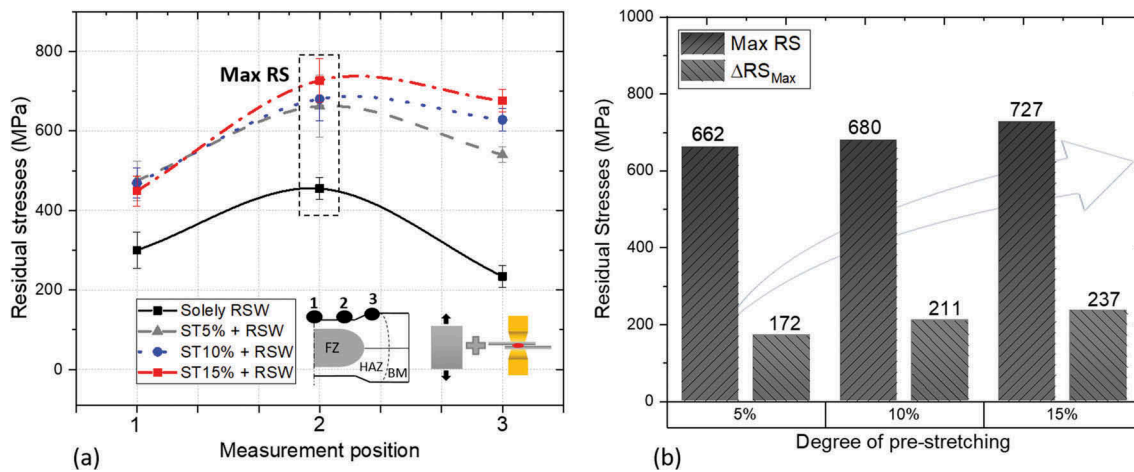 800
600
400
200
0
Residual stresses (MPa)
Max RS
Solely RSW
ST5% + RSW
ST10% + RSW
ST15% + RSW
1 2 3
FZ
HAZ
BM
1 2 3
Measurement position
(a)
1000
800
600
400
200
0
Residual Stresses (MPa)
Max RS
ΔRSMax
662
172
680
211
727
237
5% 10% 15%
Degree of pre-stretching
(b)